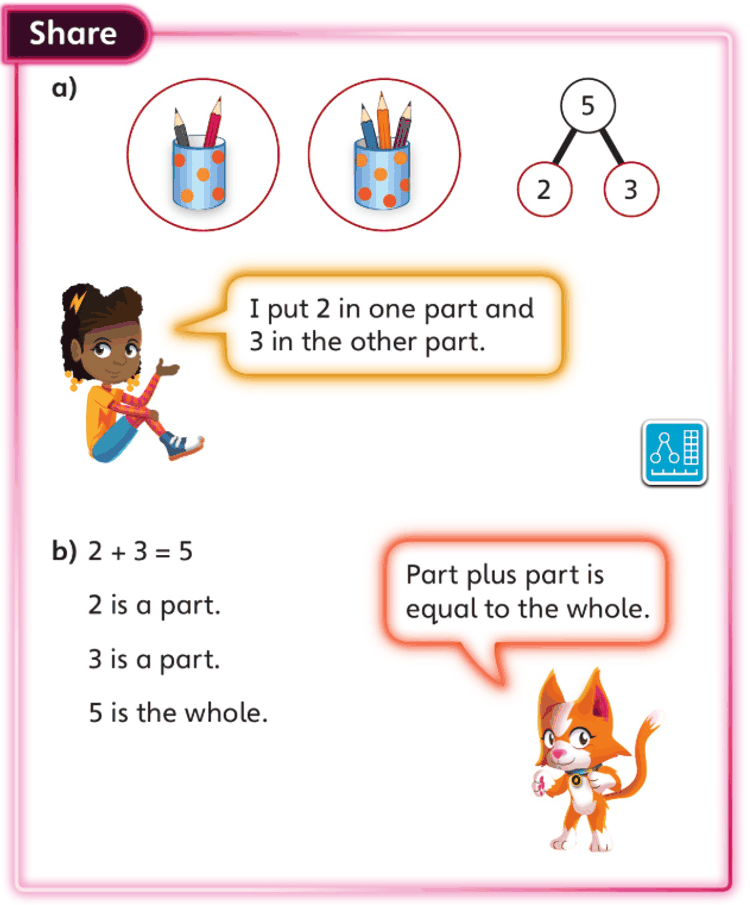 Share
a)
5
2 3
I put 2 in one part and
3 in the other part.
b) 2 + 3 = 5
2 is a part.
3 is a part.
5 is the whole.
Part plus part is
equal to the whole.